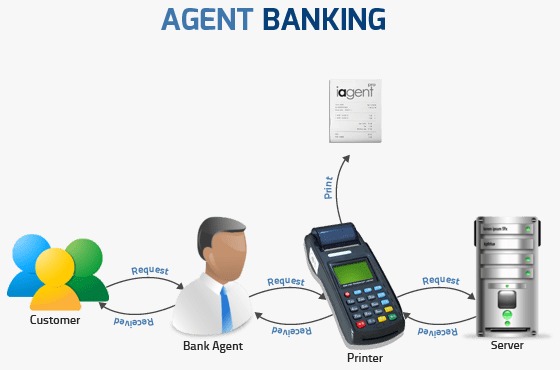 AGENT BANKING
iagent
Print
Request
Request
Request
Received
Received
Received
Customer
Bank Agent
Printer
Server